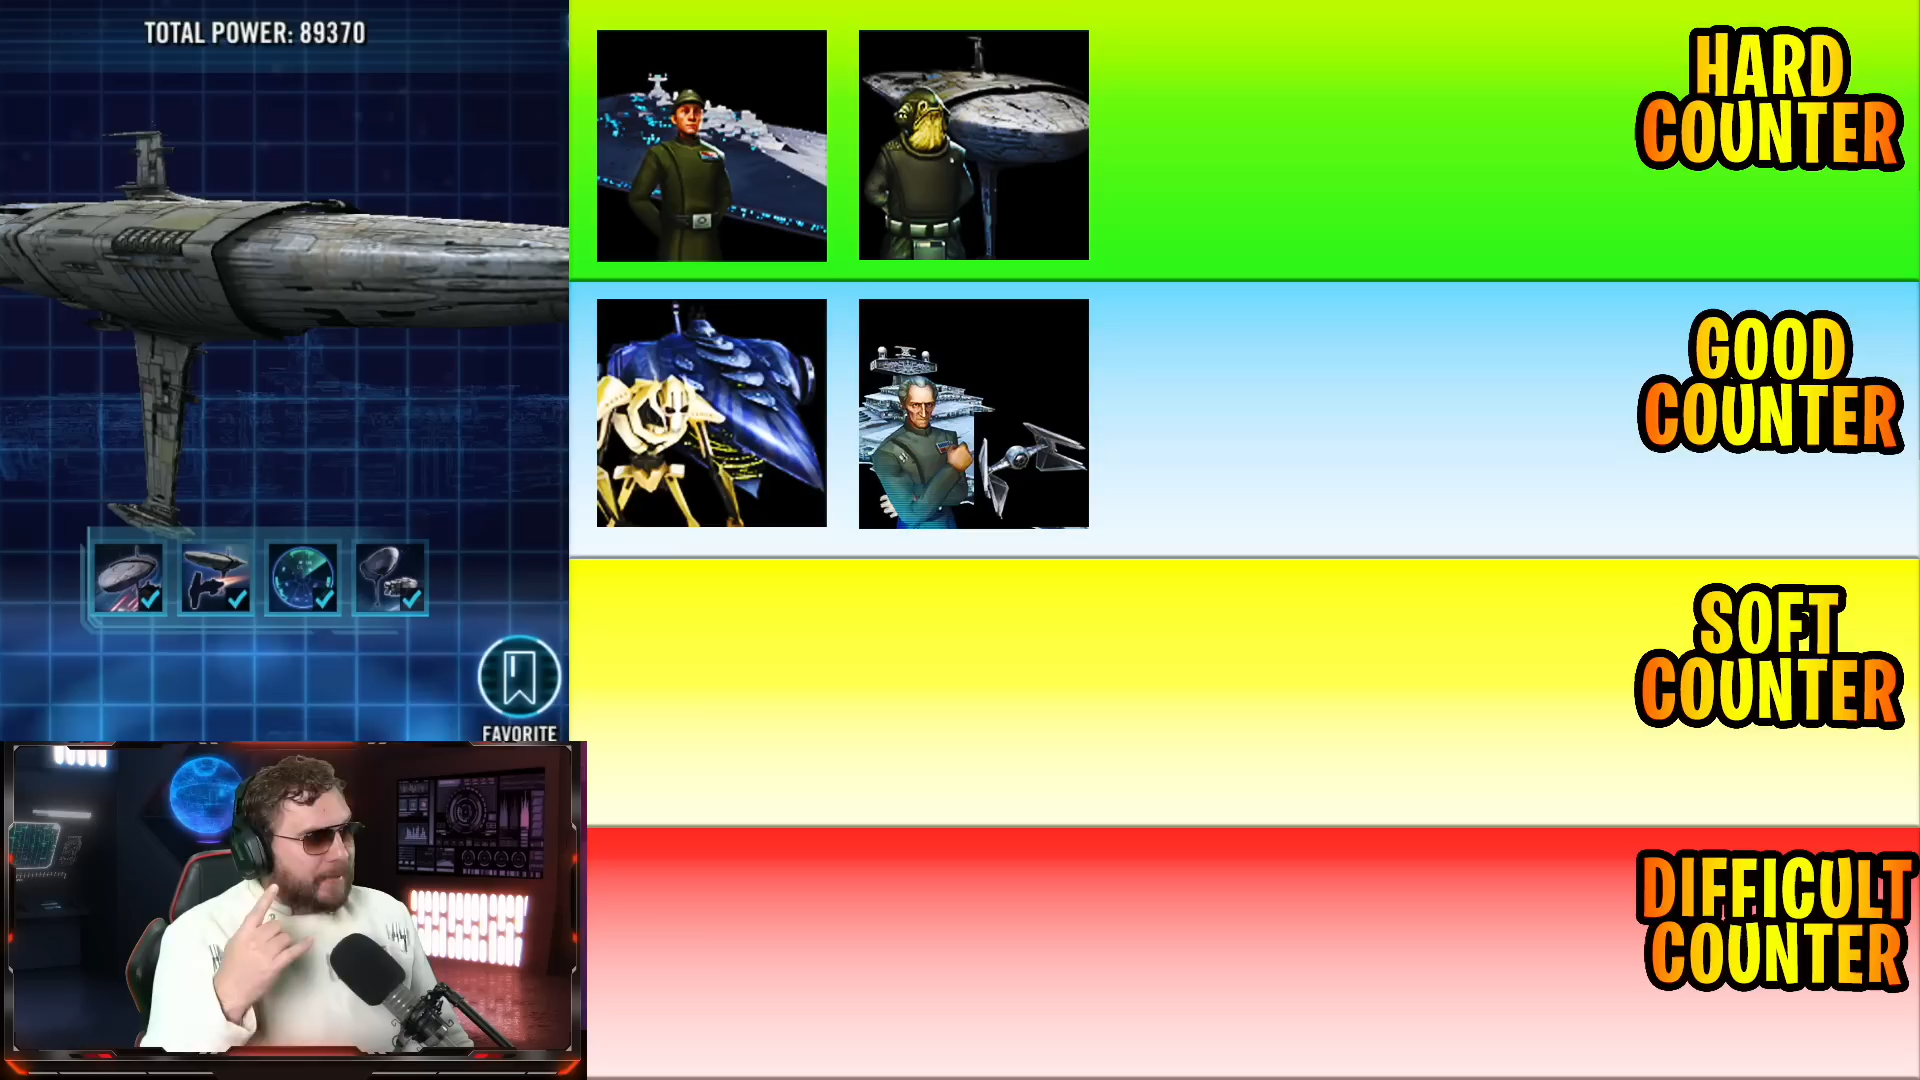 TOTAL POWER: 89370
FAVORITE
HARD
COUNTER
GOOD
COUNTER
SOFT
COUNTER
DIFFICULT
COUNTER